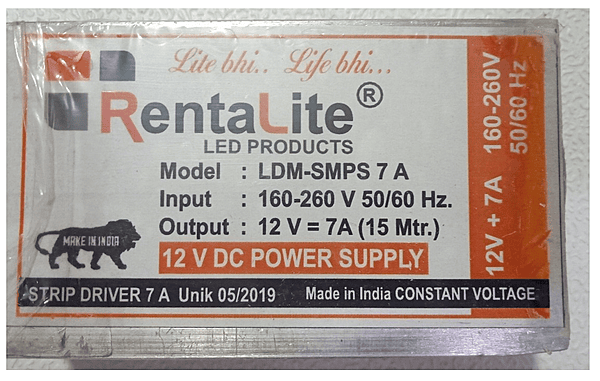 Lite bhi.. Life bhi...
RentaLite®
LED PRODUCTS
Model : LDM-SMPS 7 A
Input : 160-260 V 50/60 Hz.
Output : 12 V = 7A (15 Mtr.)
MAKE IN INDIA
12 V DC POWER SUPPLY
STRIP DRIVER 7 A Unik 05/2019 Made in India CONSTANT VOLTAGE
12V + 7A 160-260V
50/60 Hz